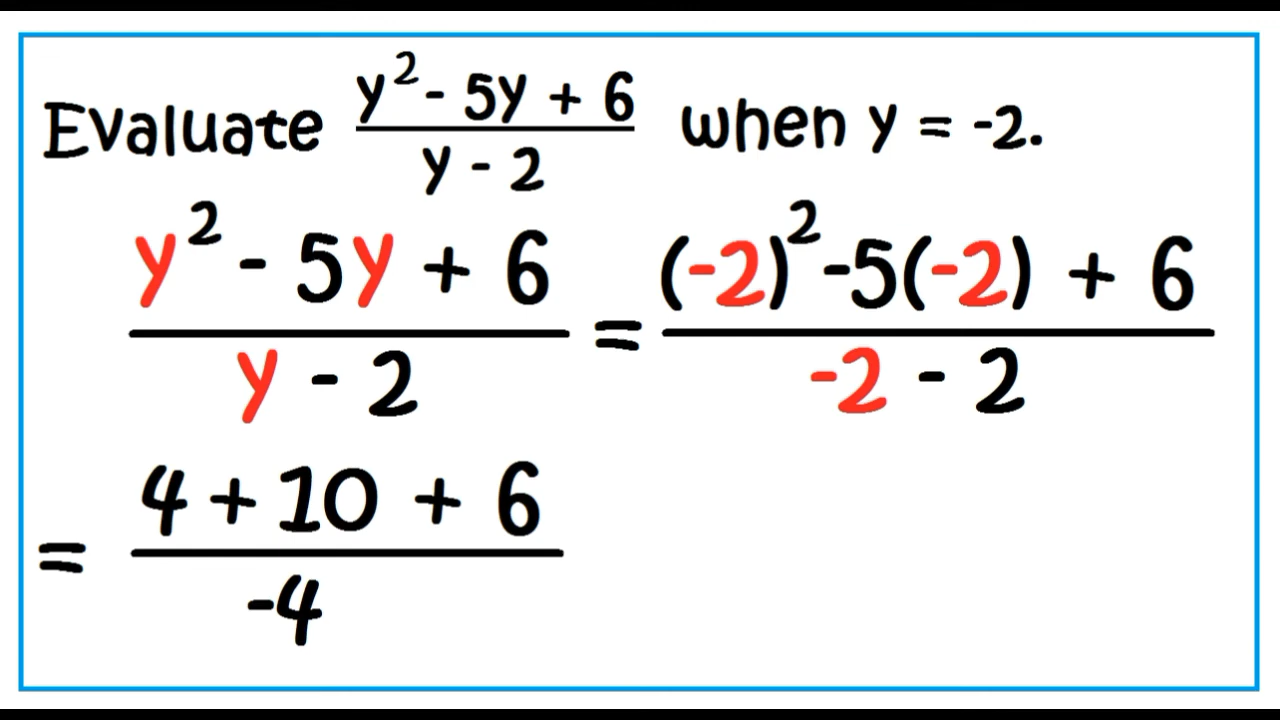 Evaluate (y² - 5y + 6)/(y - 2) when y = -2.
(y² - 5y + 6)/(y - 2) = ((-2)² -5(-2) + 6)/(-2 - 2)
= (4 + 10 + 6)/(-4)